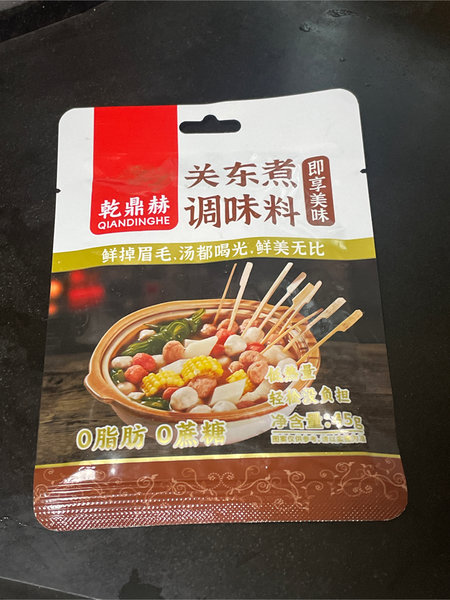 乾鼎赫
QIANDINGHE
关东煮
调味料
即享美味
鲜掉眉毛，汤都喝光，鲜美无比
低热量
轻雅没负担
0脂肪 0蔗糖
净含量：45g